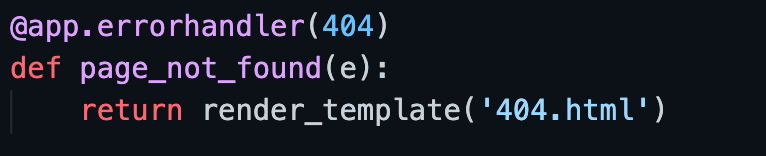 @app.errorhandler(404)
def page_not_found(e):
    return render_template('404.html')